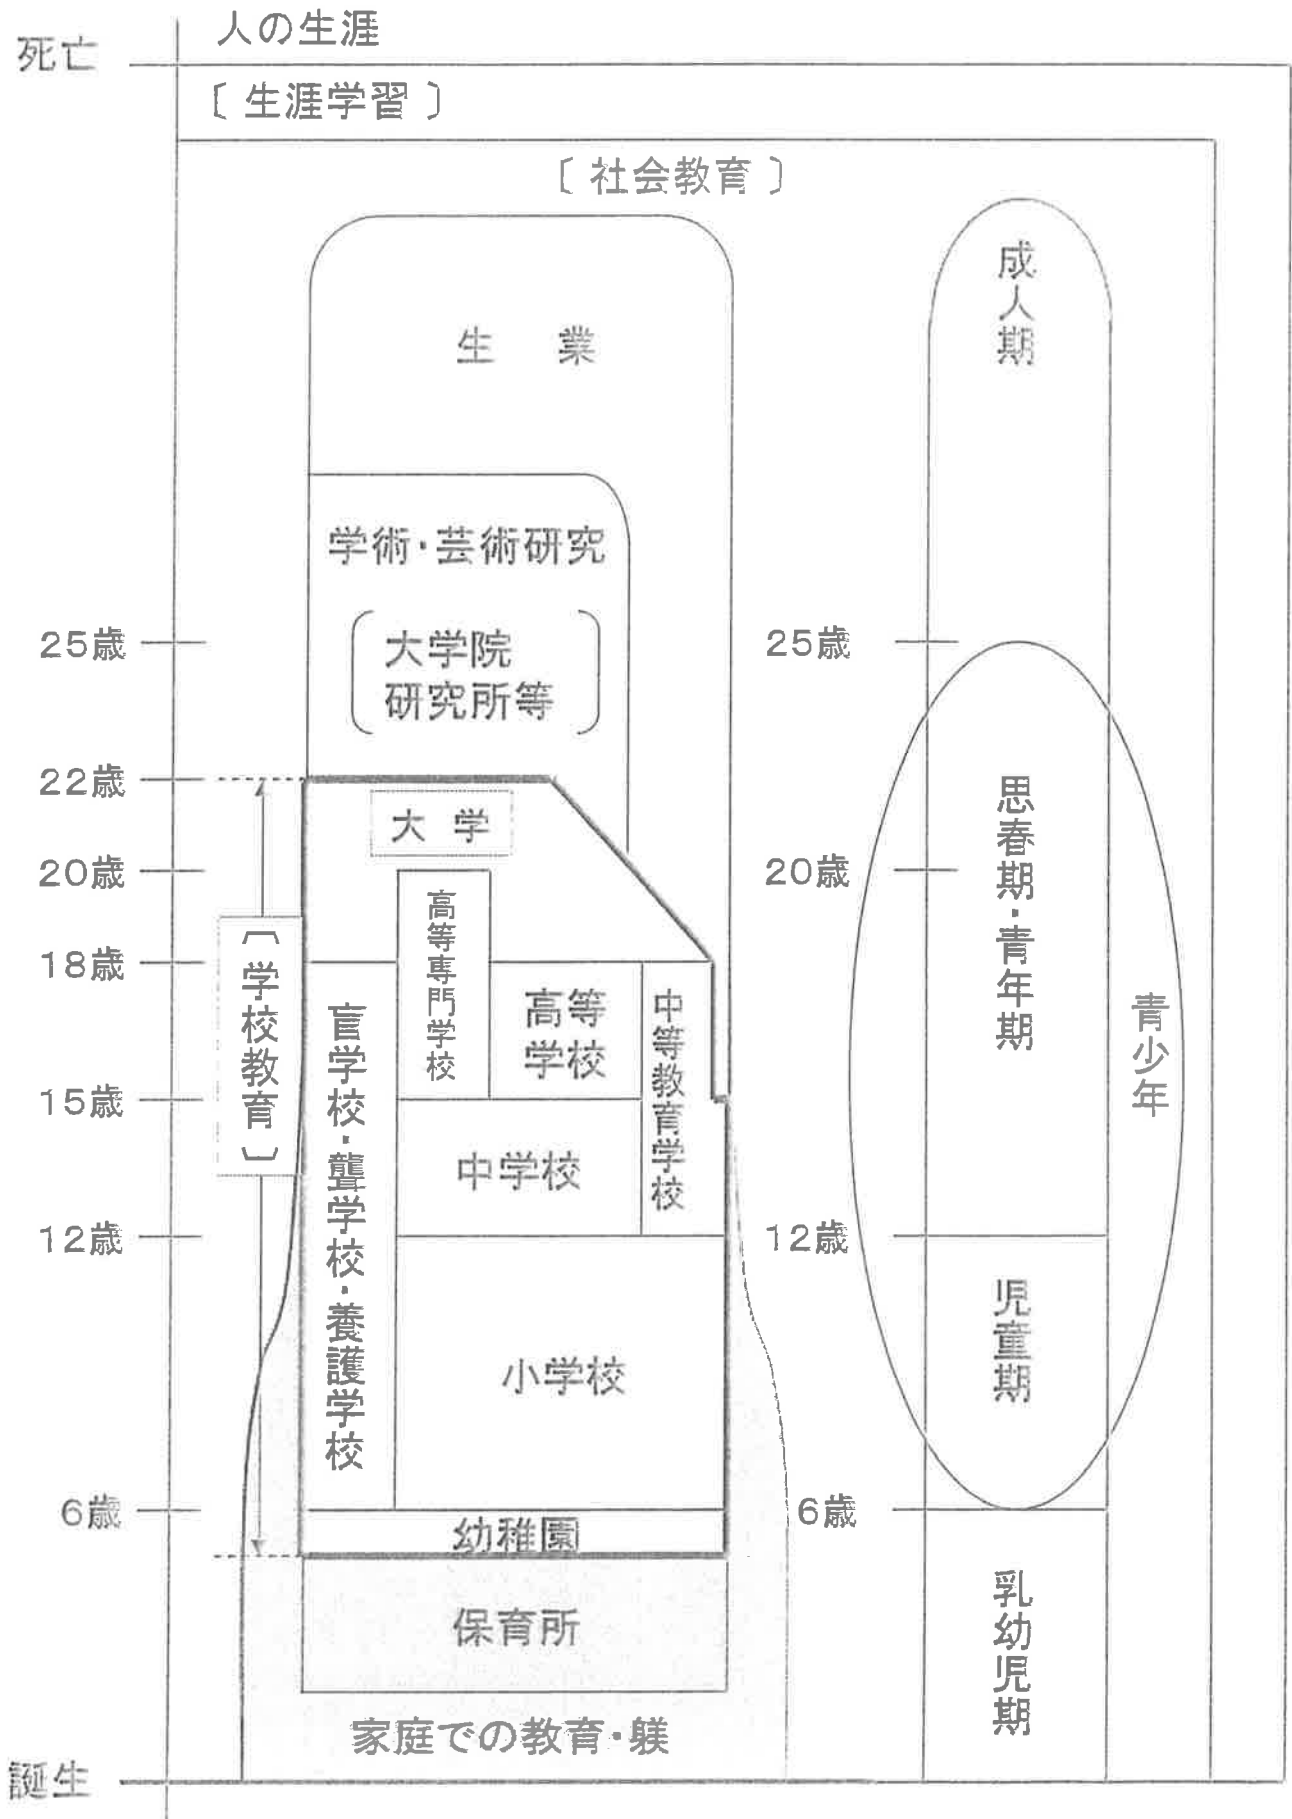 人の生涯
死亡
〔 生涯学習 〕
〔 社会教育 〕
成人期
生 業
学術・芸術研究
大学院
研究所等
25歳
25歳
22歳
大 学
思春期・青年期
20歳
20歳
高等専門学校
18歳
〔学校教育〕
盲学校・聾学校・養護学校
高等
学校
中等教育学校
青少年
15歳
中学校
12歳
12歳
児童期
小学校
6歳
6歳
幼稚園
乳幼児期
保育所
家庭での教育・躾
誕生